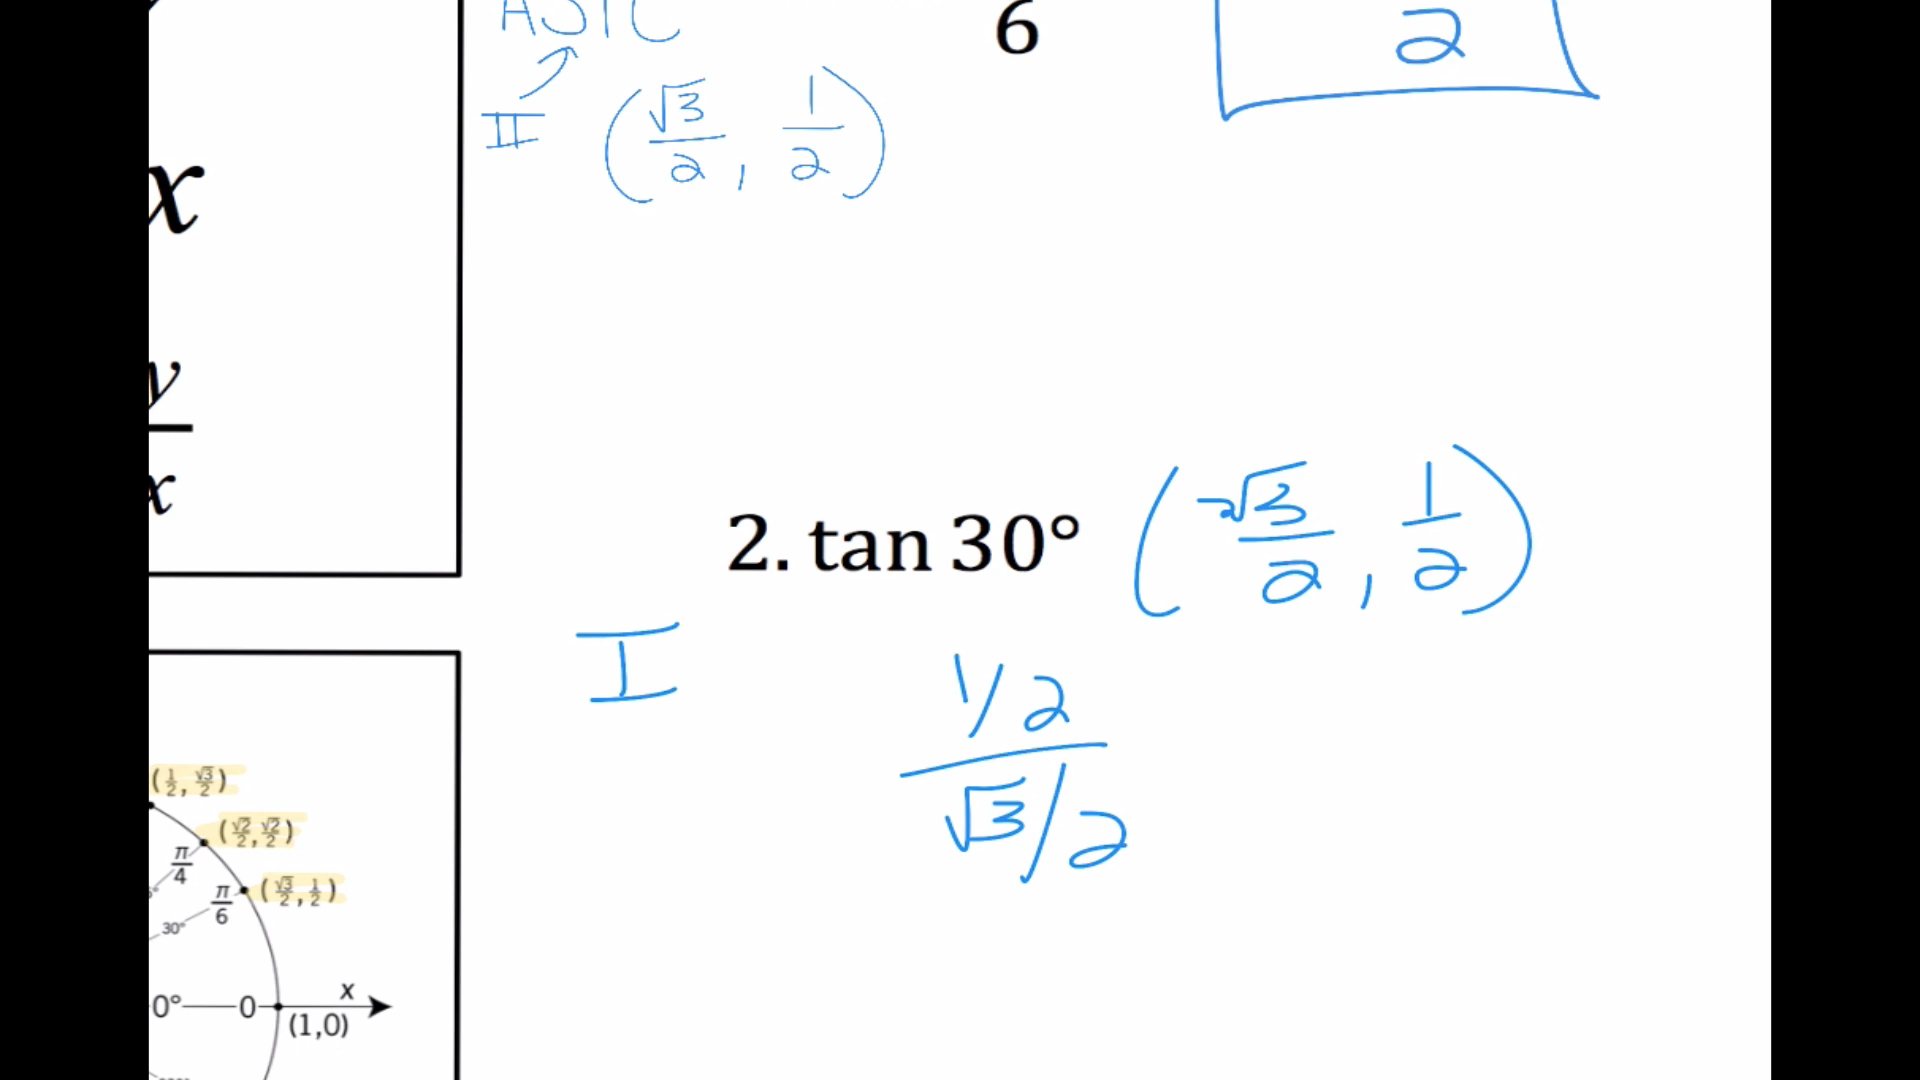 ASTC
6
2
II (√3/2, 1/2)
x
y/x
2. tan 30° (√3/2, 1/2)
I
1/2
√3/2
(1/2, √3/2)
(√2/2, √2/2)
π/4
π/6 (√3/2, 1/2)
30°
0° 0 x
(1,0)